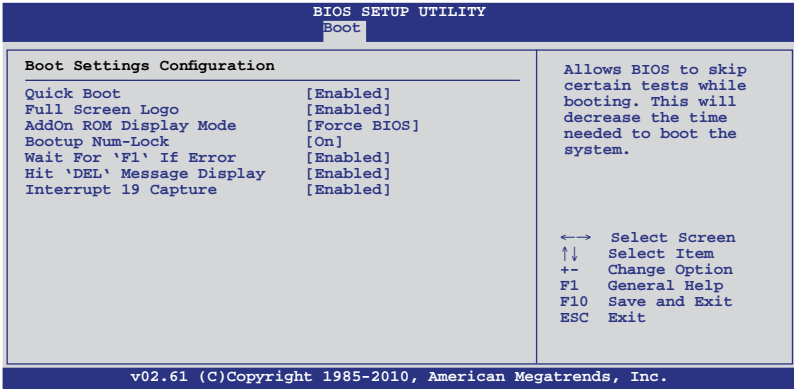 BIOS SETUP UTILITY
Boot
Boot Settings Configuration
Quick Boot [Enabled]
Full Screen Logo [Enabled]
AddOn ROM Display Mode [Force BIOS]
Bootup Num-Lock [On]
Wait For ‘F1‘ If Error [Enabled]
Hit ‘DEL‘ Message Display [Enabled]
Interrupt 19 Capture [Enabled]
Allows BIOS to skip
certain tests while
booting. This will
decrease the time
needed to boot the
system.
←→ Select Screen
↑↓ Select Item
+- Change Option
F1 General Help
F10 Save and Exit
ESC Exit
v02.61 (C)Copyright 1985-2010, American Megatrends, Inc.